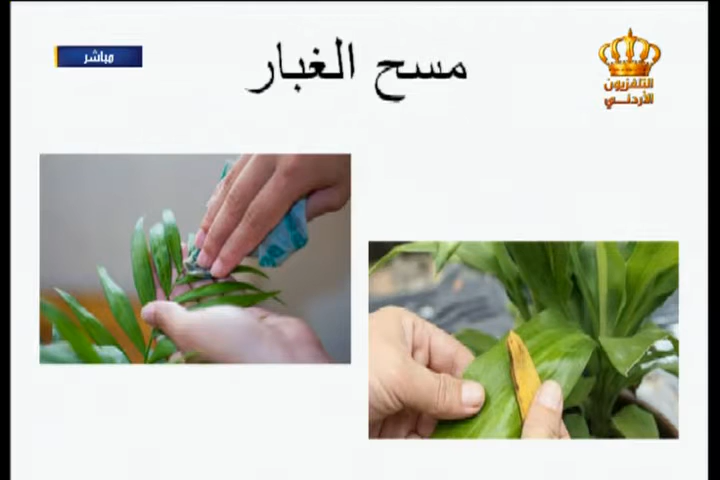 مباشر
مسح الغبار
التلفزيون
الأردني